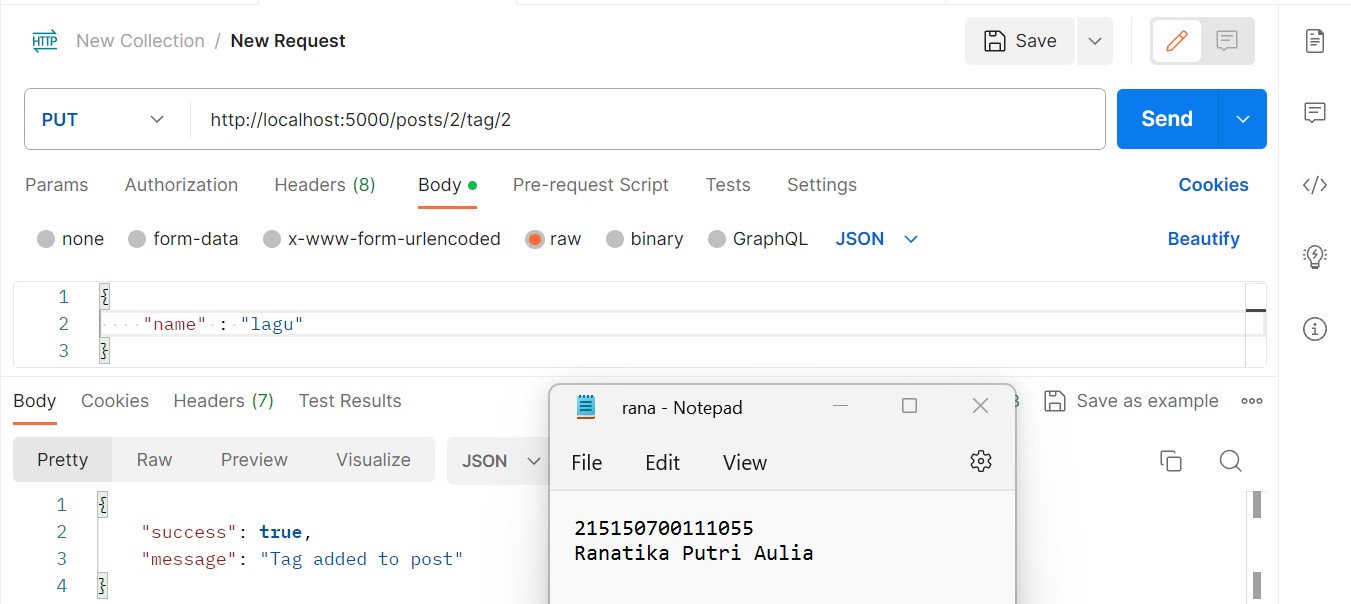 HTTP New Collection / New Request Save
PUT http://localhost:5000/posts/2/tag/2 Send
Params Authorization Headers (8) Body Pre-request Script Tests Settings Cookies
none form-data x-www-form-urlencoded raw binary GraphQL JSON Beautify
1 {
2 "name" : "lagu"
3 }
Body Cookies Headers (7) Test Results Save as example
Pretty Raw Preview Visualize JSON
1 {
2 "success": true,
3 "message": "Tag added to post"
4 }
rana - Notepad
File Edit View
215150700111055
Ranatika Putri Aulia